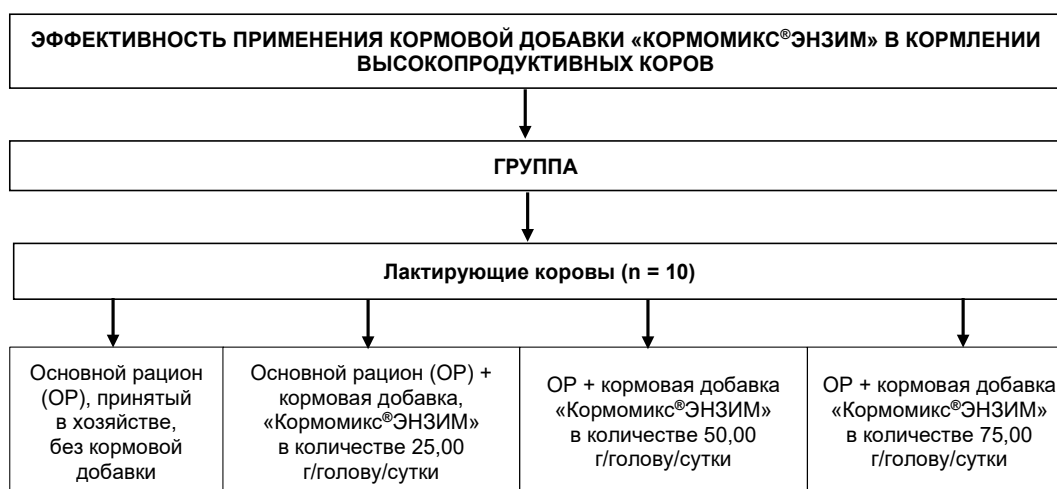 ЭФФЕКТИВНОСТЬ ПРИМЕНЕНИЯ КОРМОВОЙ ДОБАВКИ «КОРМОМИКС®ЭНЗИМ» В КОРМЛЕНИИ
ВЫСОКОПРОДУКТИВНЫХ КОРОВ
ГРУППА
Лактирующие коровы (n = 10)
Основной рацион
(ОР), принятый
в хозяйстве,
без кормовой
добавки
Основной рацион (ОР) +
кормовая добавка,
«Кормомикс®ЭНЗИМ»
в количестве 25,00
г/голову/сутки
ОР + кормовая добавка
«Кормомикс®ЭНЗИМ»
в количестве 50,00
г/голову/сутки
ОР + кормовая добавка
«Кормомикс®ЭНЗИМ»
в количестве 75,00
г/голову/сутки